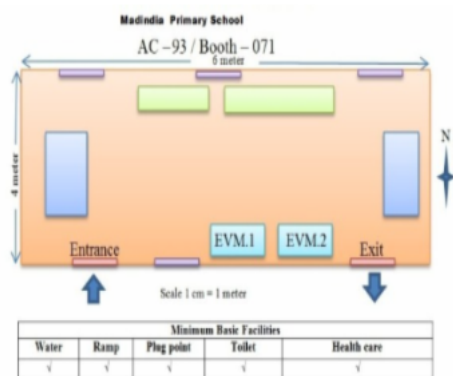 Madindia Primary School
AC –93 / Booth – 071
6 meter
4 meter
N
EVM.1 EVM.2
Entrance Exit
Scale 1 cm = 1 meter
Minimum Basic Facilities
Water Ramp Plug point Toilet Health care
√ √ √ √ √